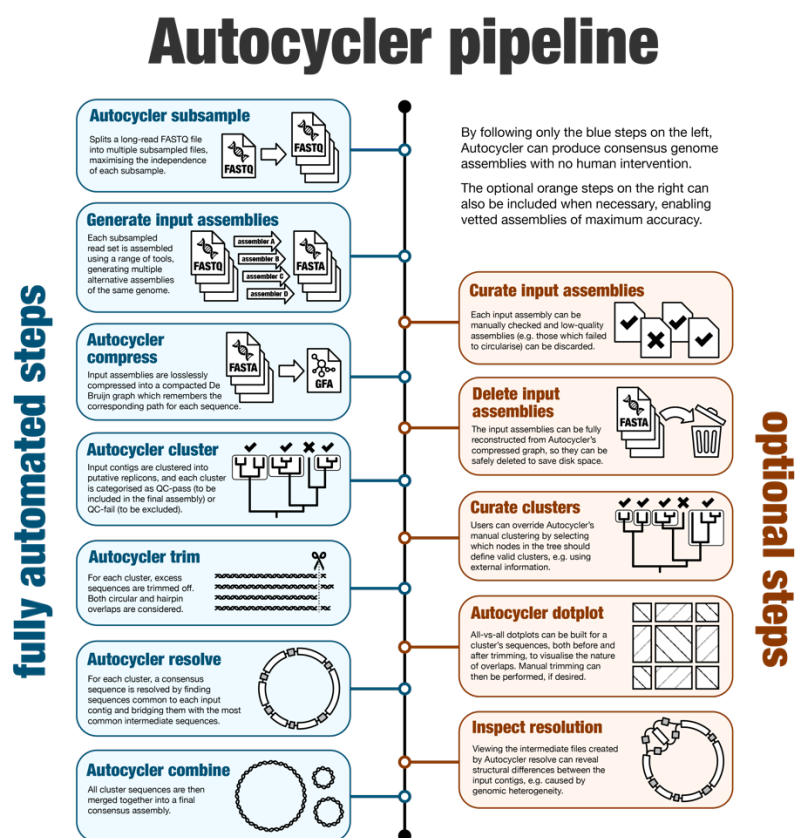 Autocycler pipeline
fully automated steps
Autocycler subsample
Splits a long-read FASTQ file
into multiple subsampled files,
maximising the independence
of each subsample.
FASTQ
FASTQ
Generate input assemblies
Each subsampled
read set is assembled
using a range of tools,
generating multiple
alternative assemblies
of the same genome.
FASTQ
assembler A
assembler B
assembler C
assembler D
FASTA
Autocycler
compress
Input assemblies are losslessly
compressed into a compacted De
Bruijn graph which remembers the
corresponding path for each sequence.
FASTA
GFA
Autocycler cluster
Input contigs are clustered into
putative replicons, and each cluster
is categorised as QC-pass (to be
included in the final assembly) or
QC-fail (to be excluded).
Autocycler trim
For each cluster, excess
sequences are trimmed off.
Both circular and hairpin
overlaps are considered.
Autocycler resolve
For each cluster, a consensus
sequence is resolved by finding
sequences common to each input
contig and bridging them with the most
common intermediate sequences.
Autocycler combine
All cluster sequences are then
merged together into a final
consensus assembly.
By following only the blue steps on the left,
Autocycler can produce consensus genome
assemblies with no human intervention.
The optional orange steps on the right can
also be included when necessary, enabling
vetted assemblies of maximum accuracy.
Curate input assemblies
Each input assembly can be
manually checked and low-quality
assemblies (e.g. those which failed
to circularise) can be discarded.
Delete input
assemblies
The input assemblies can be fully
reconstructed from Autocycler's
compressed graph, so they can be
safely deleted to save disk space.
FASTA
Curate clusters
Users can override Autocycler's
manual clustering by selecting
which nodes in the tree should
define valid clusters, e.g. using
external information.
Autocycler dotplot
All-vs-all dotplots can be built for a
cluster's sequences, both before and
after trimming, to visualise the nature
of overlaps. Manual trimming can
then be performed, if desired.
Inspect resolution
Viewing the intermediate files created
by Autocycler resolve can reveal
structural differences between the
input contigs, e.g. caused by
genomic heterogeneity.
optional steps